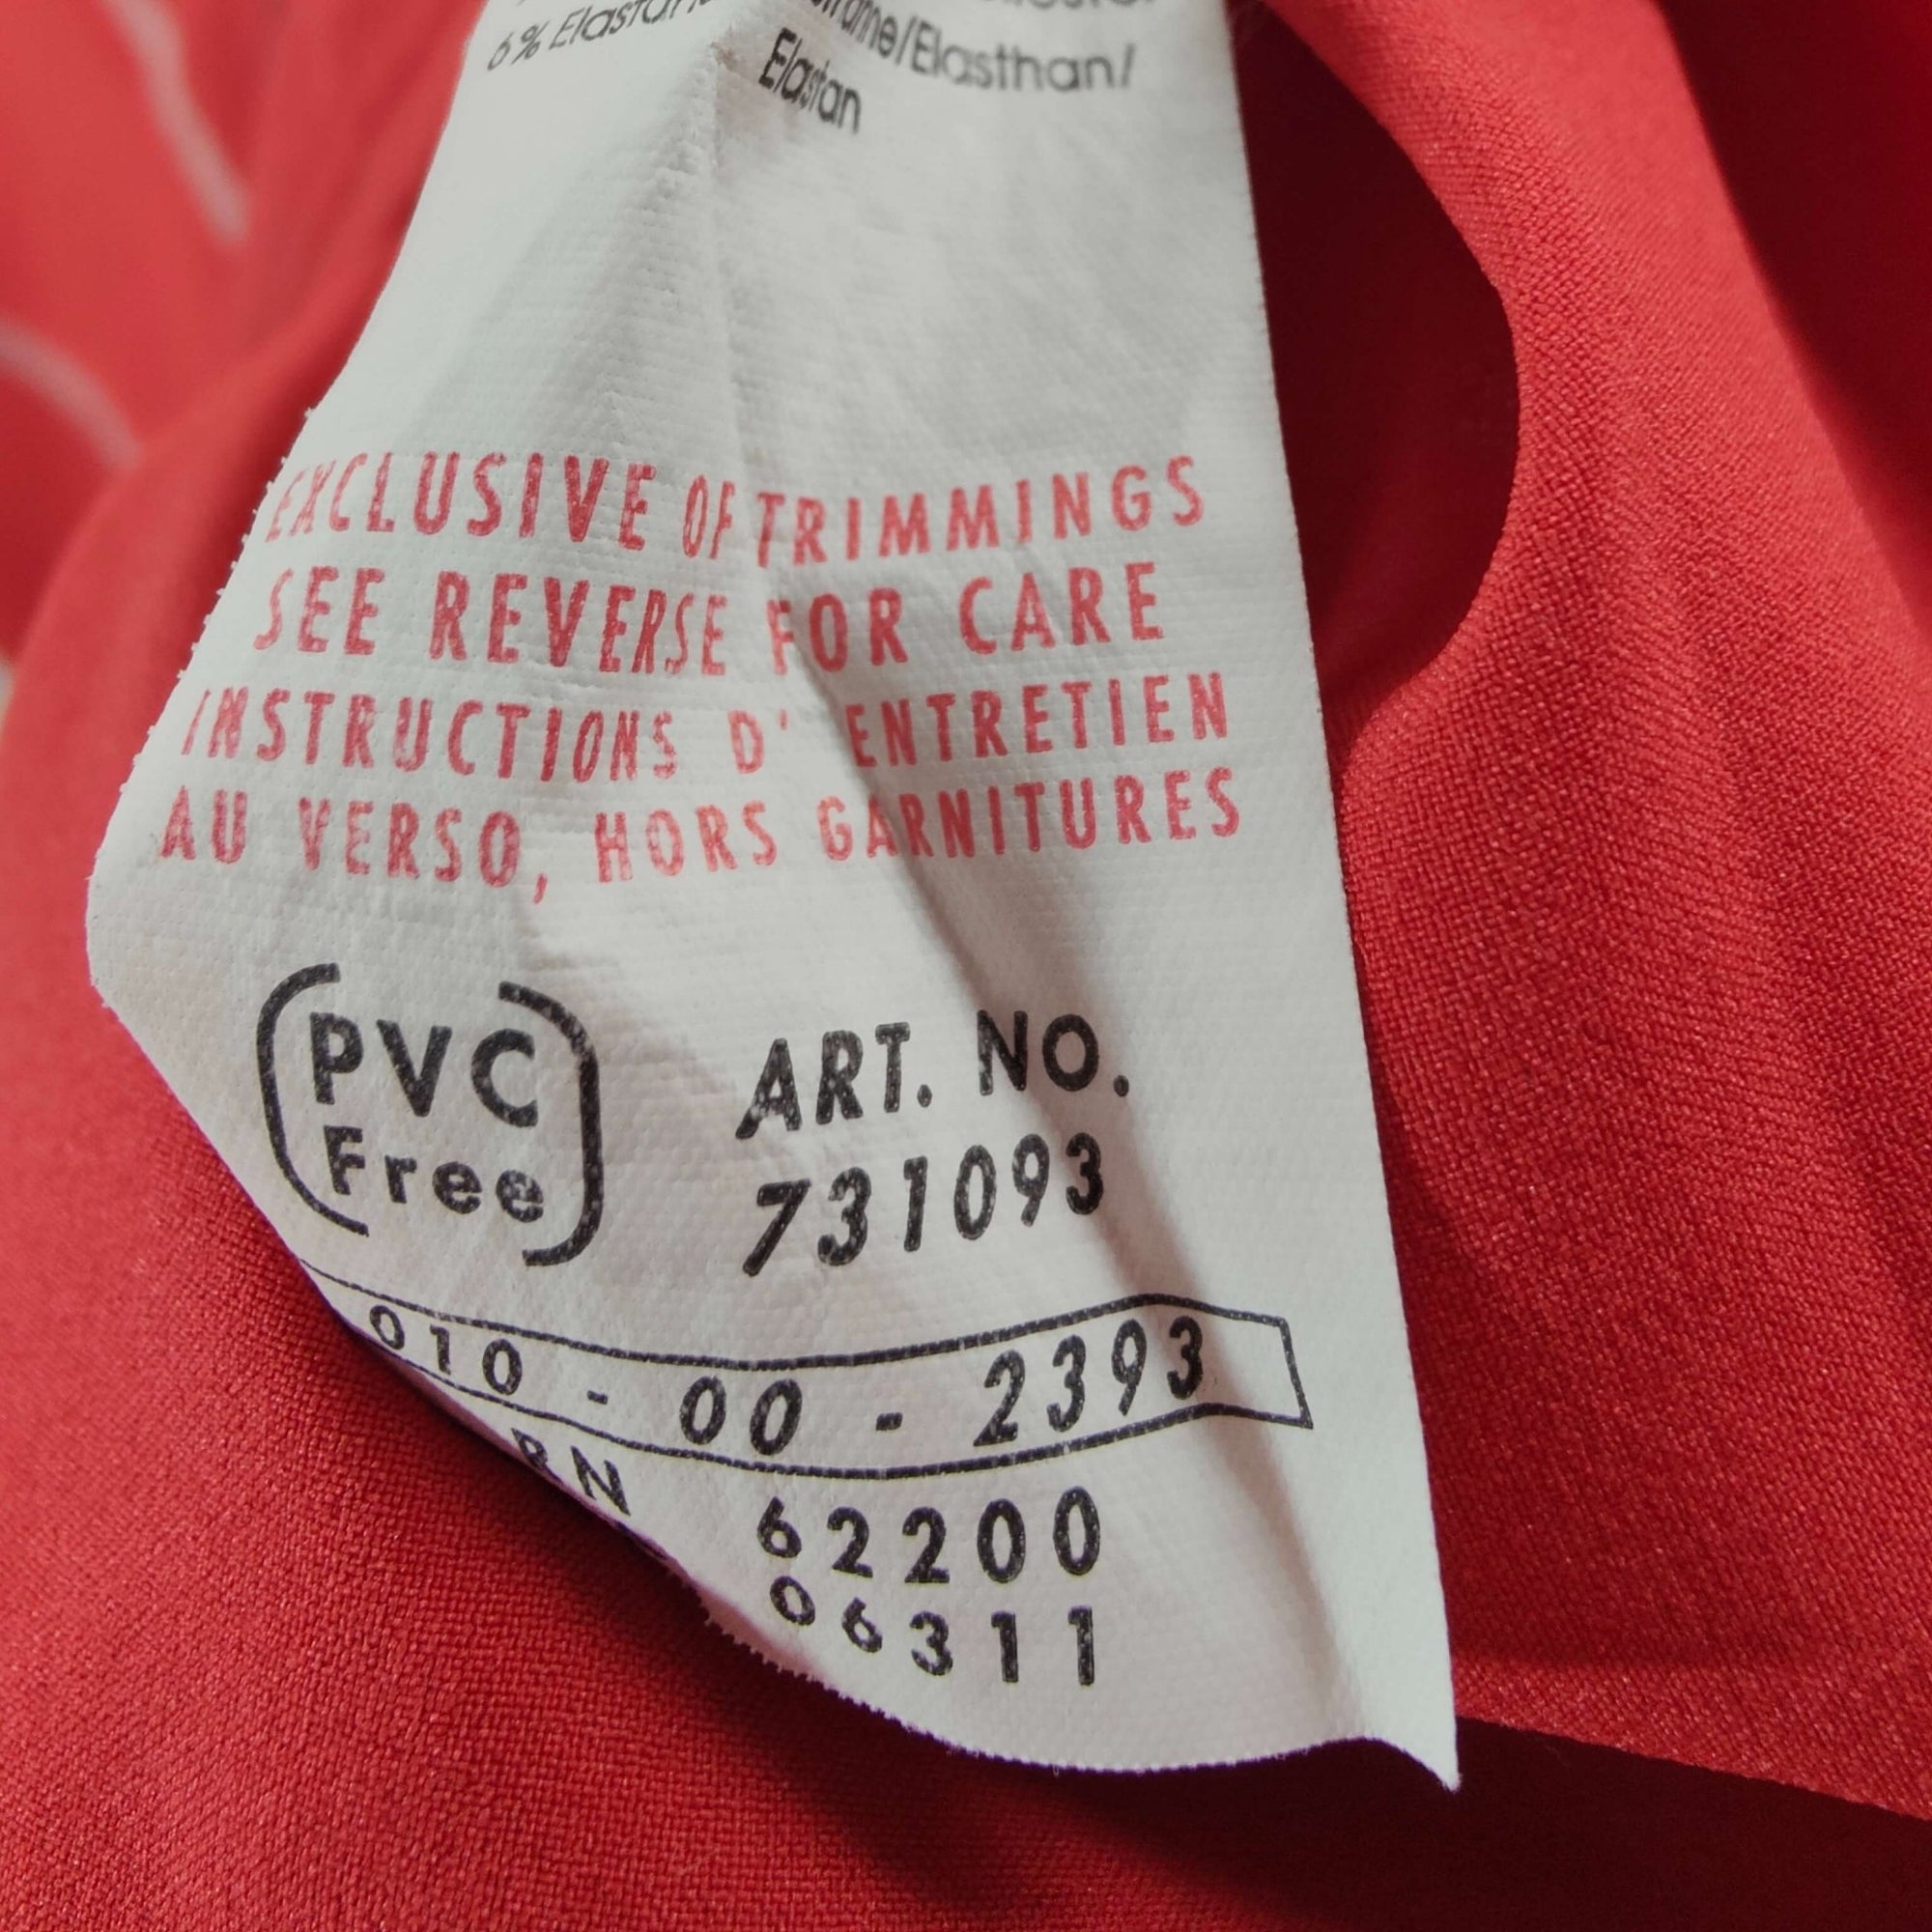 6% 
Elasthan/
Elastan
EXCLUSIVE OF TRIMMINGS
SEE REVERSE FOR CARE
INSTRUCTIONS D' ENTRETIEN
AU VERSO, HORS GARNITURES
PVC
Free
ART. NO.
731093
010 - 00 - 2393
RN 62200
06311